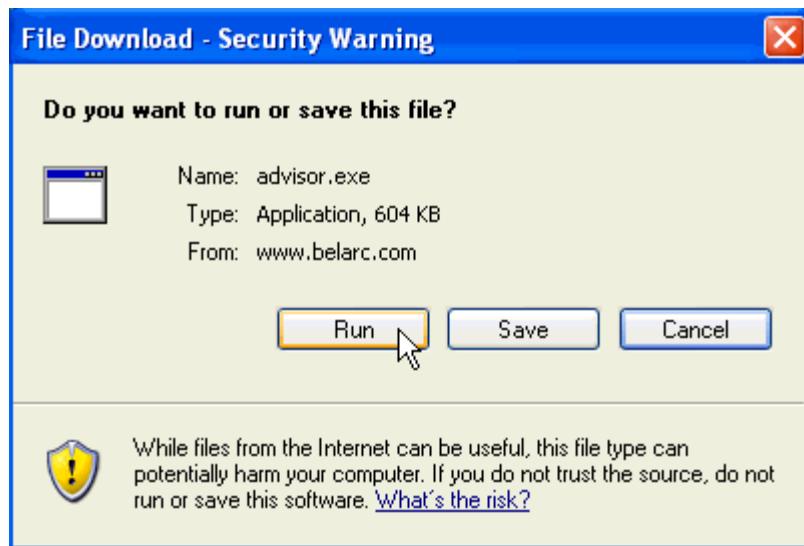 File Download - Security Warning
Do you want to run or save this file?
Name: advisor.exe
Type: Application, 604 KB
From: www.belarc.com
Run Save Cancel
While files from the Internet can be useful, this file type can
potentially harm your computer. If you do not trust the source, do not
run or save this software. What's the risk?